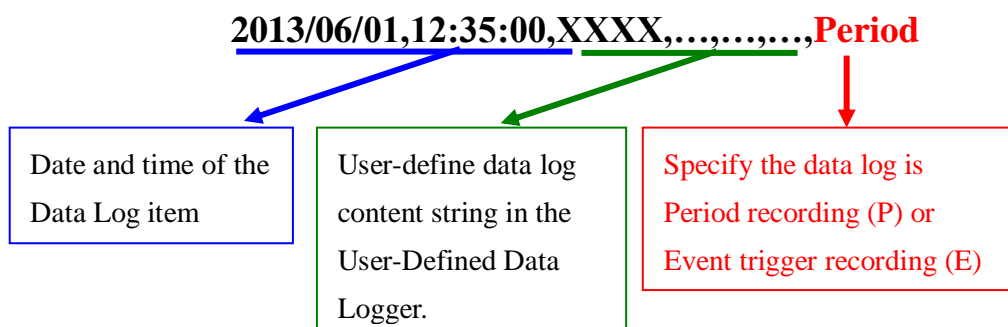 2013/06/01,12:35:00,XXXX,…,…,…,Period
Date and time of the
Data Log item
User-define data log
content string in the
User-Defined Data
Logger.
Specify the data log is
Period recording (P) or
Event trigger recording (E)